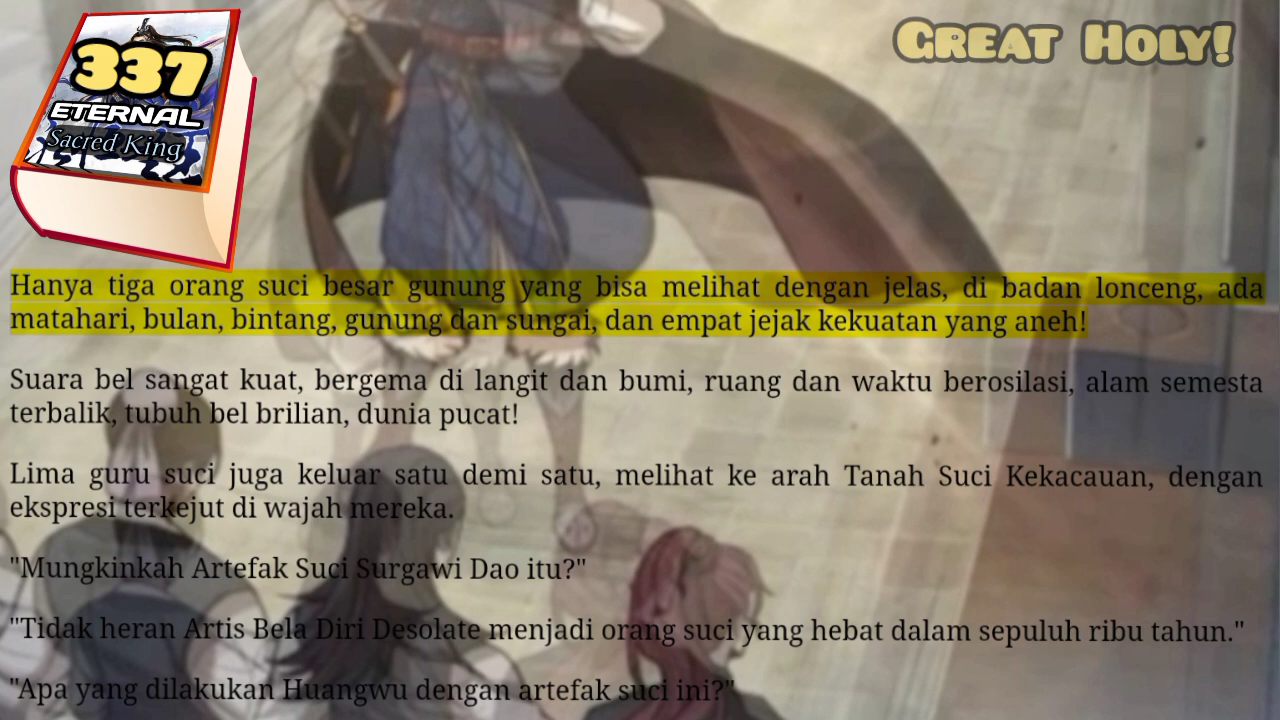 337
ETERNAL
Sacred King
GREAT HOLY!
Hanya tiga orang suci besar gunung yang bisa melihat dengan jelas, di badan lonceng, ada
matahari, bulan, bintang, gunung dan sungai, dan empat jejak kekuatan yang aneh!
Suara bel sangat kuat, bergema di langit dan bumi, ruang dan waktu berosilasi, alam semesta
terbalik, tubuh bel brilian, dunia pucat!
Lima guru suci juga keluar satu demi satu, melihat ke arah Tanah Suci Kekacauan, dengan
ekspresi terkejut di wajah mereka.
"Mungkinkah Artefak Suci Surgawi Dao itu?"
"Tidak heran Artis Bela Diri Desolate menjadi orang suci yang hebat dalam sepuluh ribu tahun."
"Apa yang dilakukan Huangwu dengan artefak suci ini?"